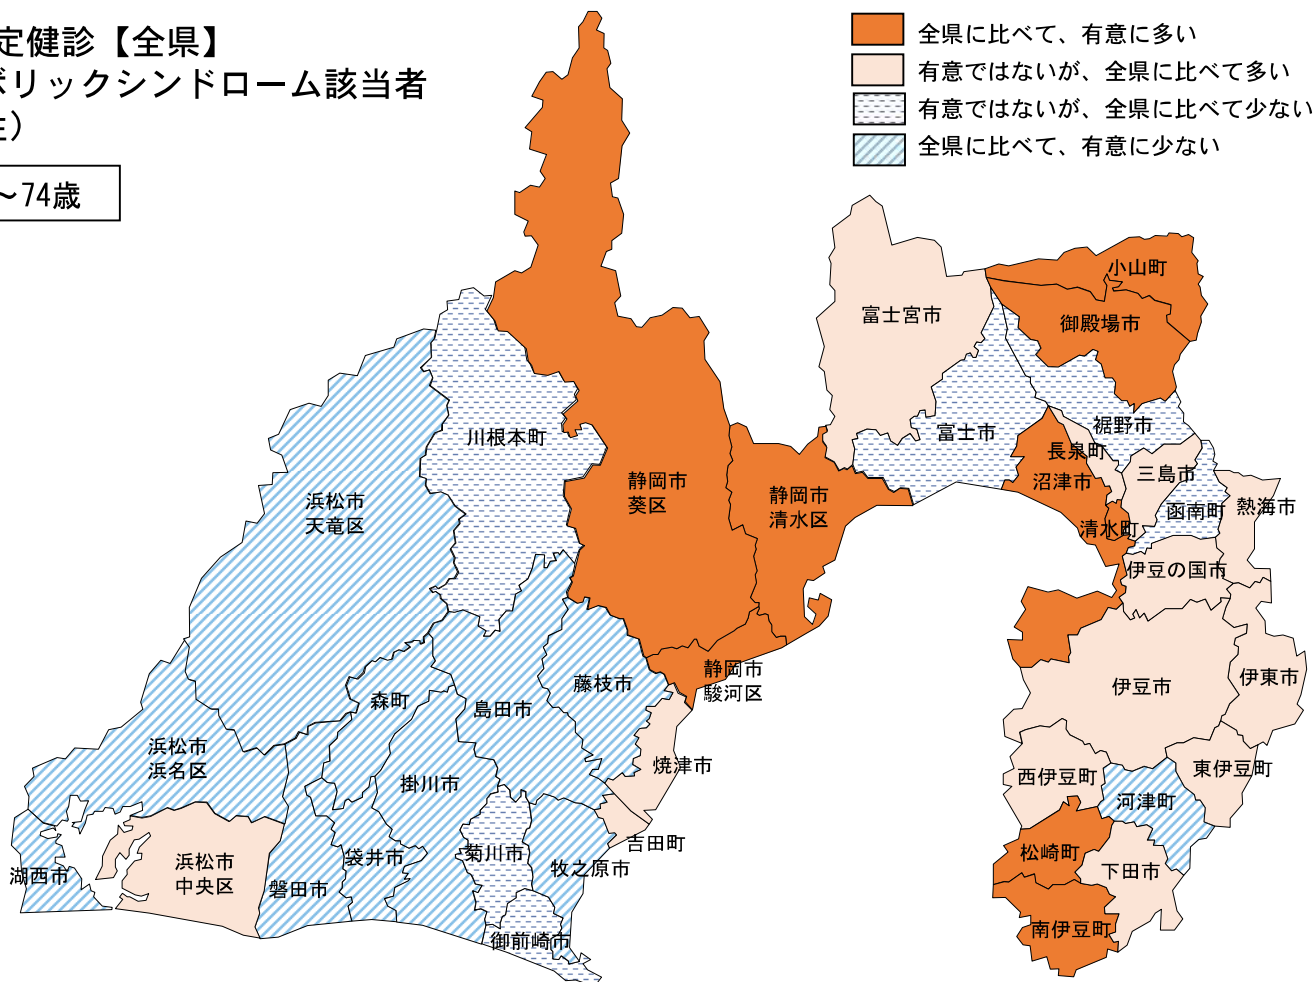 定健診【全県】
ボリックシンドローム該当者
性）
～74歳
全県に比べて、有意に多い
有意ではないが、全県に比べて多い
有意ではないが、全県に比べて少ない
全県に比べて、有意に少ない
小山町
富士宮市
御殿場市
裾野市
富士市
川根本町
長泉町
三島市
静岡市
葵区
沼津市
静岡市
清水区
浜松市
天竜区
函南町
熱海市
清水町
伊豆の国市
静岡市
駿河区
伊東市
藤枝市
伊豆市
森町
島田市
浜松市
浜名区
焼津市
東伊豆町
西伊豆町
掛川市
河津町
吉田町
菊川市
松崎町
袋井市
浜松市
中央区
牧之原市
下田市
湖西市
磐田市
南伊豆町
御前崎市